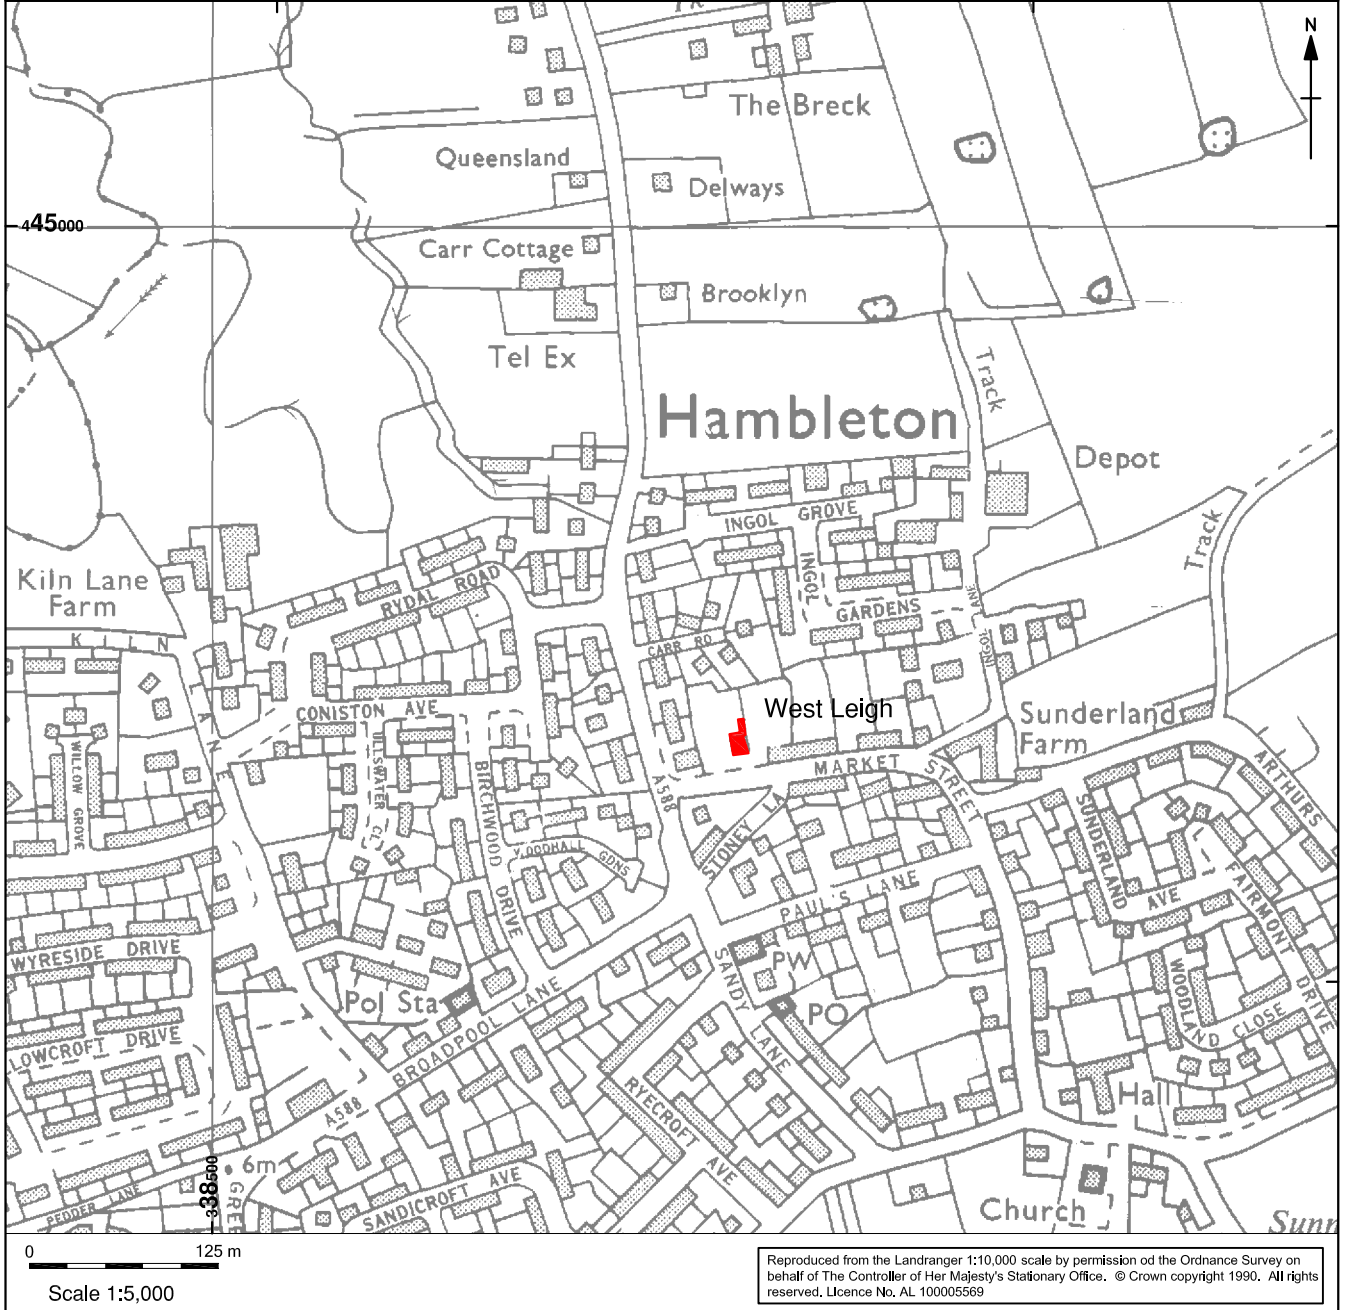 N
The Breck
Queensland
Delways
445000
Carr Cottage
Brooklyn
Tel Ex
Track
Hambleton
Depot
INGOL GROVE
Track
Kiln Lane
Farm
RYDAL ROAD
INGOL
GARDENS
INGOL LANE
KILN
LANE
CARR RD
West Leigh
CONISTON AVE
Sunderland
Farm
WILLOW GROVE
ULLSWATER CL
BIRCHWOOD DRIVE
A588
MARKET STREET
ARTHURS
STONEY LA
SUNDERLAND AVE
WOODHALL GDNS
FAIRMONT DRIVE
PAUL'S LANE
WYRESIDE DRIVE
PW
SANDY LANE
WOODLAND CLOSE
Pol Sta
PO
LOWCROFT DRIVE
BROADPOOL LANE
RYECROFT AVE
Hall
A588
6m
338500
GREE
PEDDER LANE
SANDICROFT AVE
Church
Sunn
0 125 m
Scale 1:5,000
Reproduced from the Landranger 1:10,000 scale by permission od the Ordnance Survey on
behalf of The Controller of Her Majesty's Stationary Office. © Crown copyright 1990. All rights
reserved. Licence No. AL 100005569